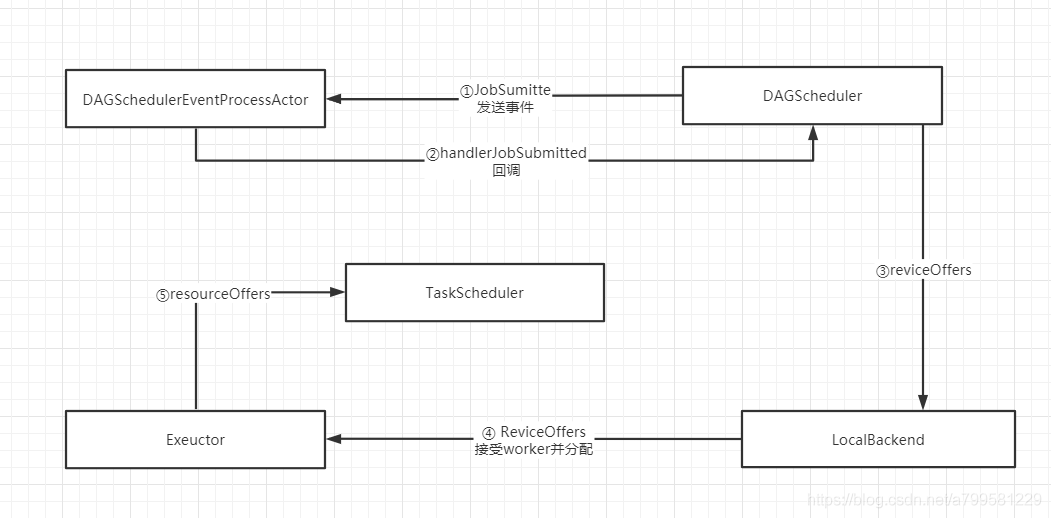 DAGSchedulerEventProcessActor
①JobSumitte
发送事件
DAGScheduler
②handlerJobSubmitted
回调
③reviceOffers
TaskScheduler
⑤resourceOffers
Exeuctor
④ ReviceOffers
接受worker并分配
LocalBackend
https://blog.csdn.net/a799581229